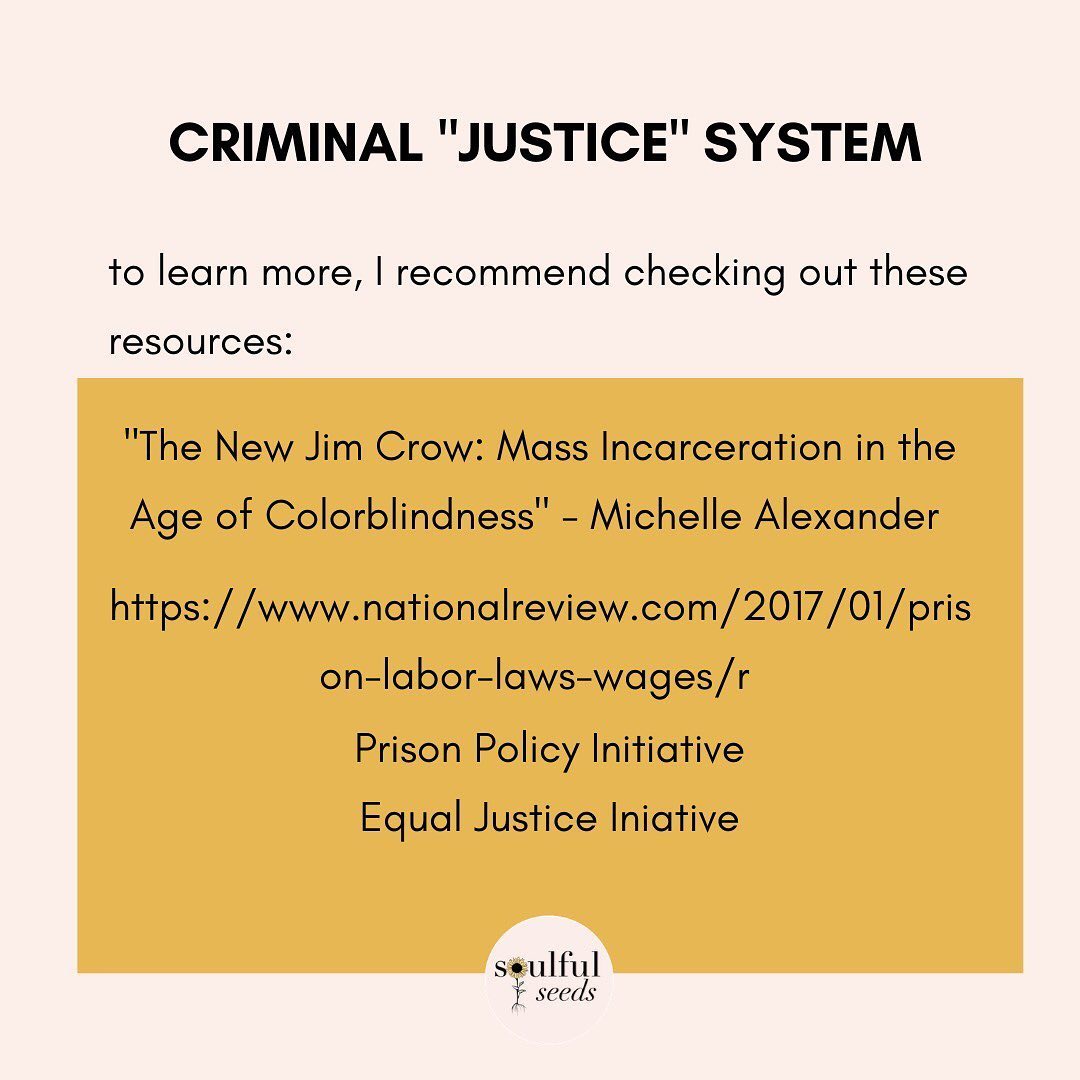 CRIMINAL "JUSTICE" SYSTEM
to learn more, I recommend checking out these
resources:
"The New Jim Crow: Mass Incarceration in the
Age of Colorblindness" - Michelle Alexander
https://www.nationalreview.com/2017/01/pris
on-labor-laws-wages/r
Prison Policy Initiative
Equal Justice Iniative
soulful
seeds